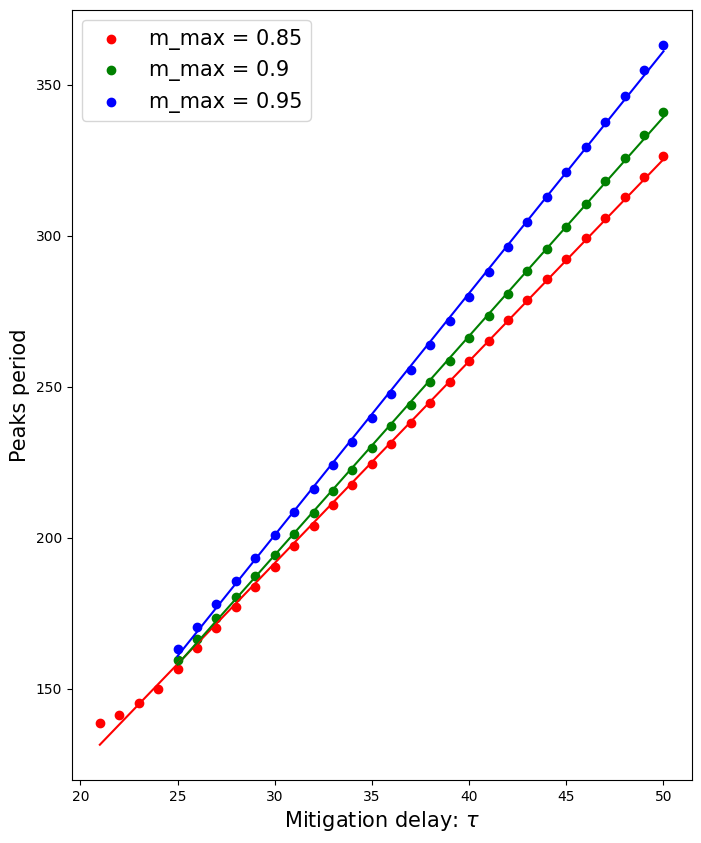 m_max = 0.85
m_max = 0.9
m_max = 0.95
Peaks period
350
300
250
200
150
20 25 30 35 40 45 50
Mitigation delay: τ